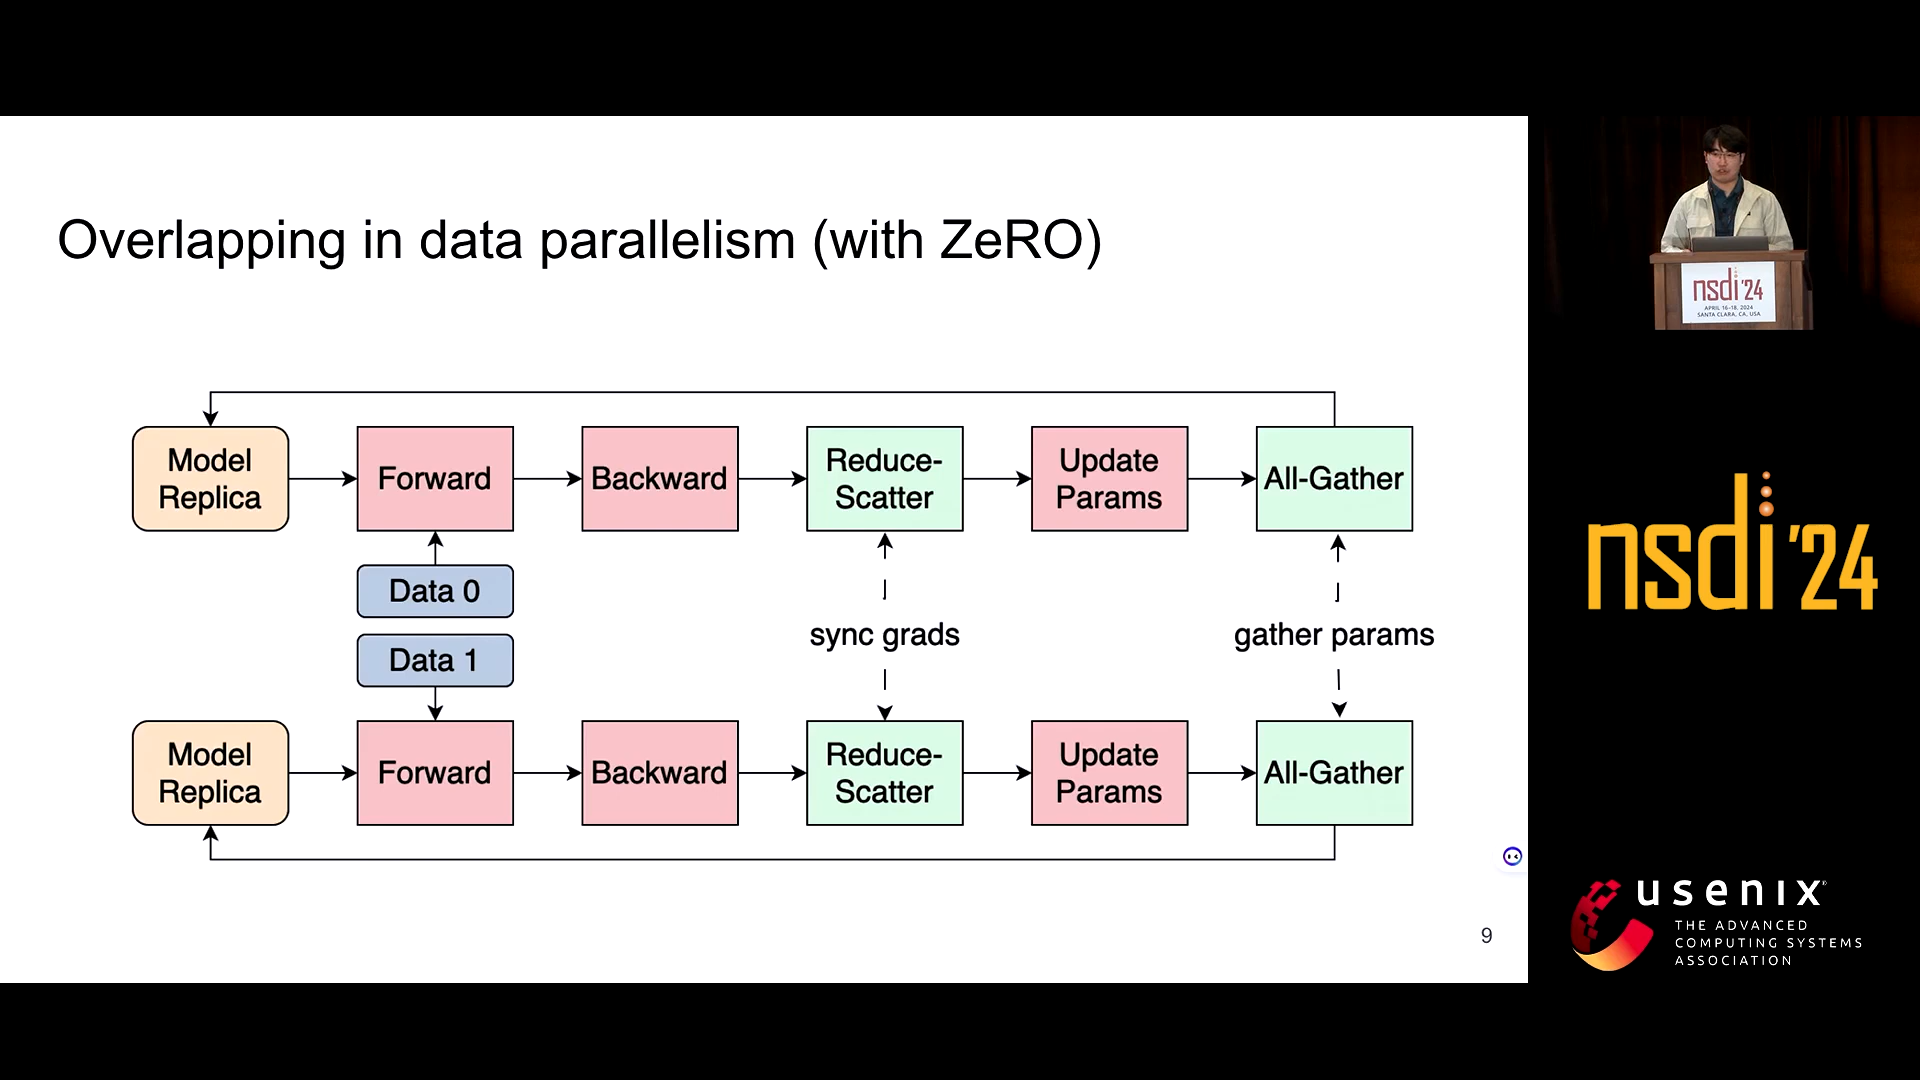 Overlapping in data parallelism (with ZeRO)
Model
Replica
Forward
Backward
Reduce-
Scatter
Update
Params
All-Gather
Data 0
Data 1
sync grads
gather params
Model
Replica
Forward
Backward
Reduce-
Scatter
Update
Params
All-Gather
9
nsdi '24
APRIL 16–18, 2024
SANTA CLARA, CA, USA
nsdi '24
usenix®
THE ADVANCED
COMPUTING SYSTEMS
ASSOCIATION